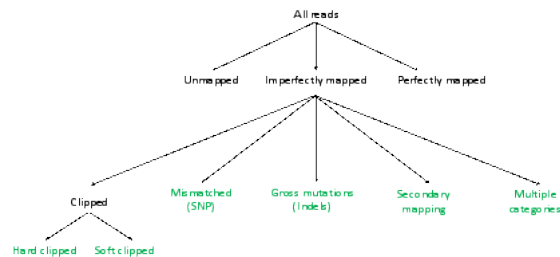 All reads
Unmapped
Imperfectly mapped
Perfectly mapped
Clipped
Mismatched
(SNP)
Gross mutations
(Indels)
Secondary
mapping
Multiple
categories
Hard clipped
Soft clipped